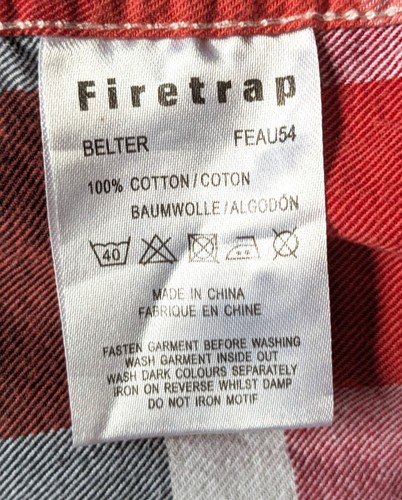 Firetrap
BELTER FEAU54
100% COTTON/COTON
BAUMWOLLE/ALGODÓN
40
MADE IN CHINA
FABRIQUE EN CHINE
FASTEN GARMENT BEFORE WASHING
WASH GARMENT INSIDE OUT
WASH DARK COLOURS SEPARATELY
IRON ON REVERSE WHILST DAMP
DO NOT IRON MOTIF